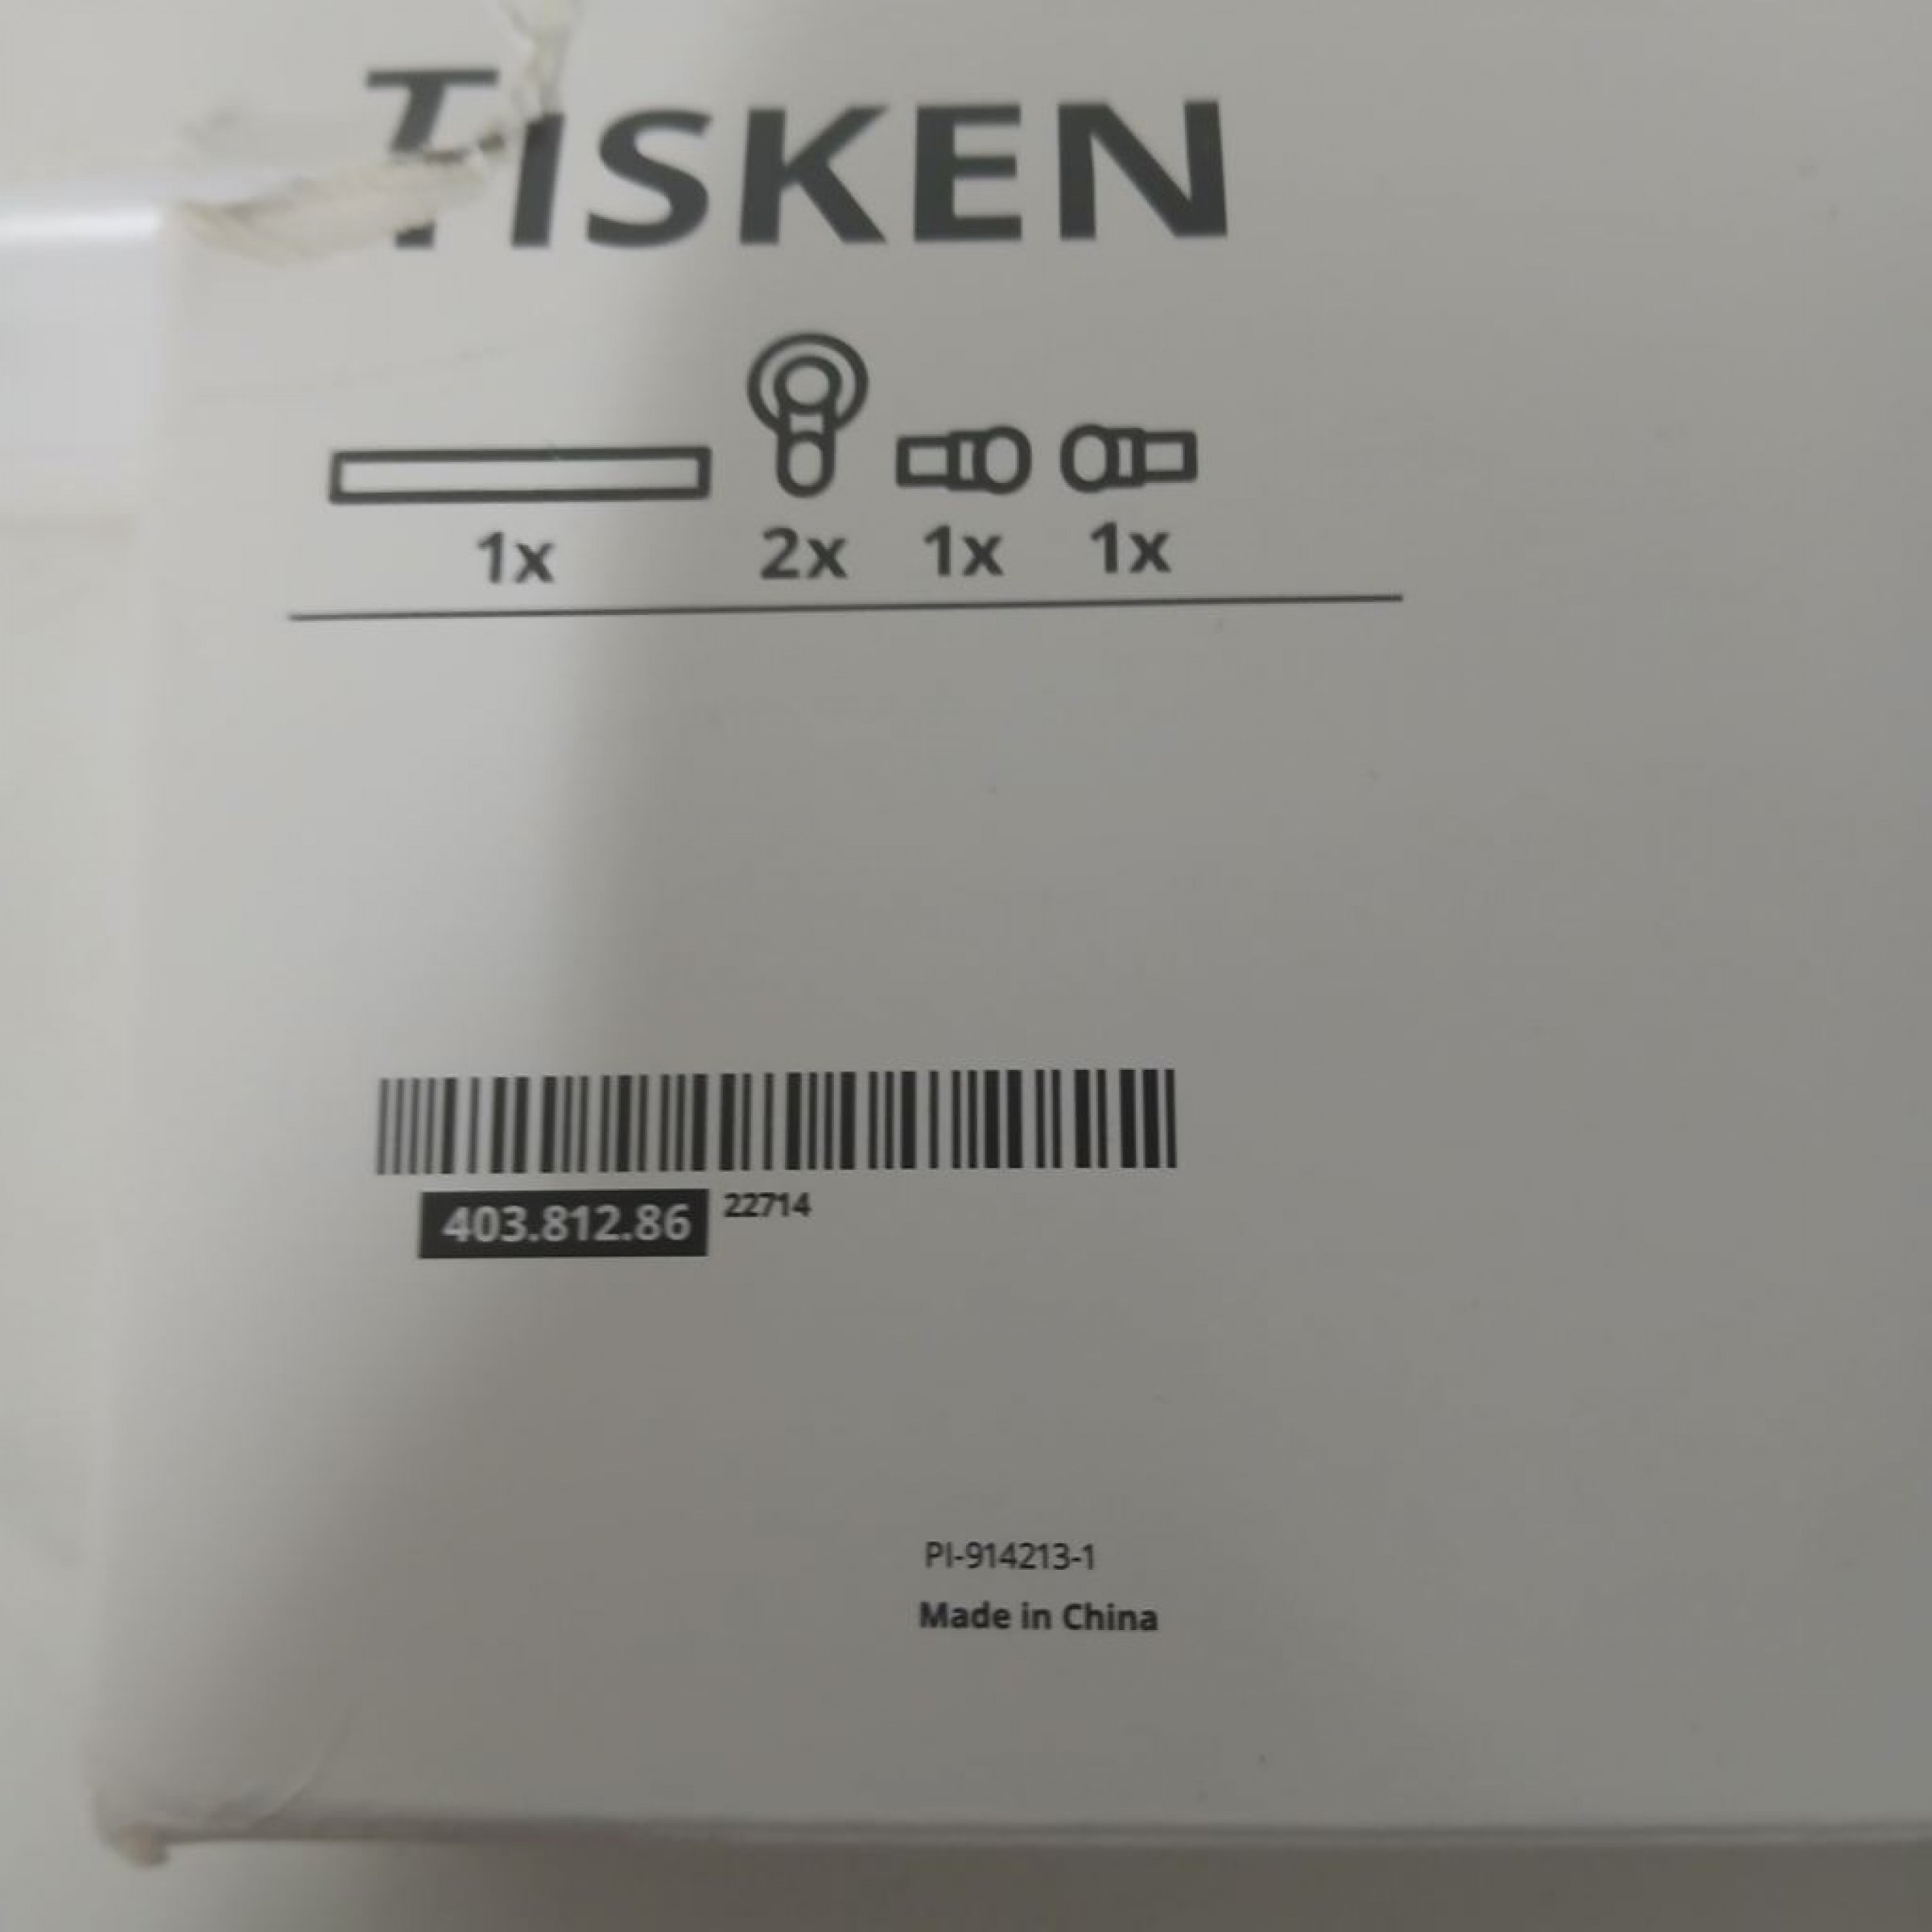 TISKEN
1x 2x 1x 1x
403.812.86 22714
PI-914213-1
Made in China